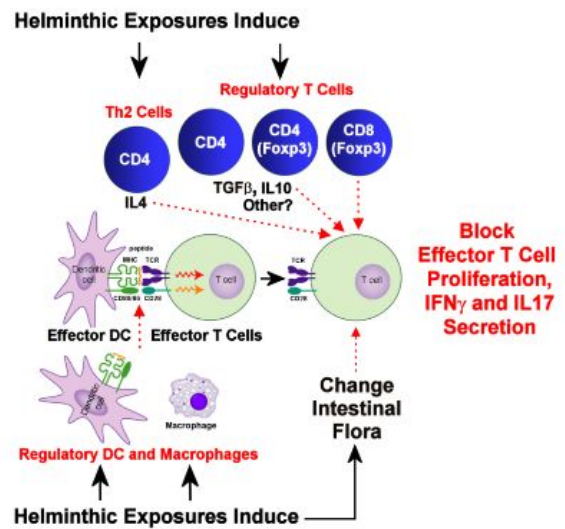 Helminthic Exposures Induce
Regulatory T Cells
Th2 Cells
CD4
CD4
CD4
(Foxp3)
CD8
(Foxp3)
IL4
TGFβ, IL10
Other?
Block
Effector T Cell
Proliferation,
IFNγ and IL17
Secretion
peptide
MHC
TCR
Dendritic
cell
CD80/86
CD28
T cell
TCR
CD28
T cell
Effector DC
Effector T Cells
Dendritic
cell
Macrophage
Change
Intestinal
Flora
Regulatory DC and Macrophages
Helminthic Exposures Induce